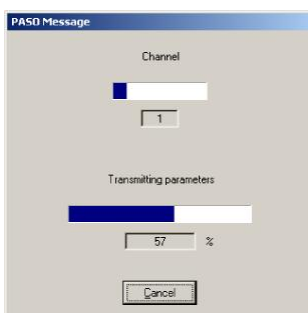 PASO Message
Channel
1
Transmitting parameters
57 %
Cancel